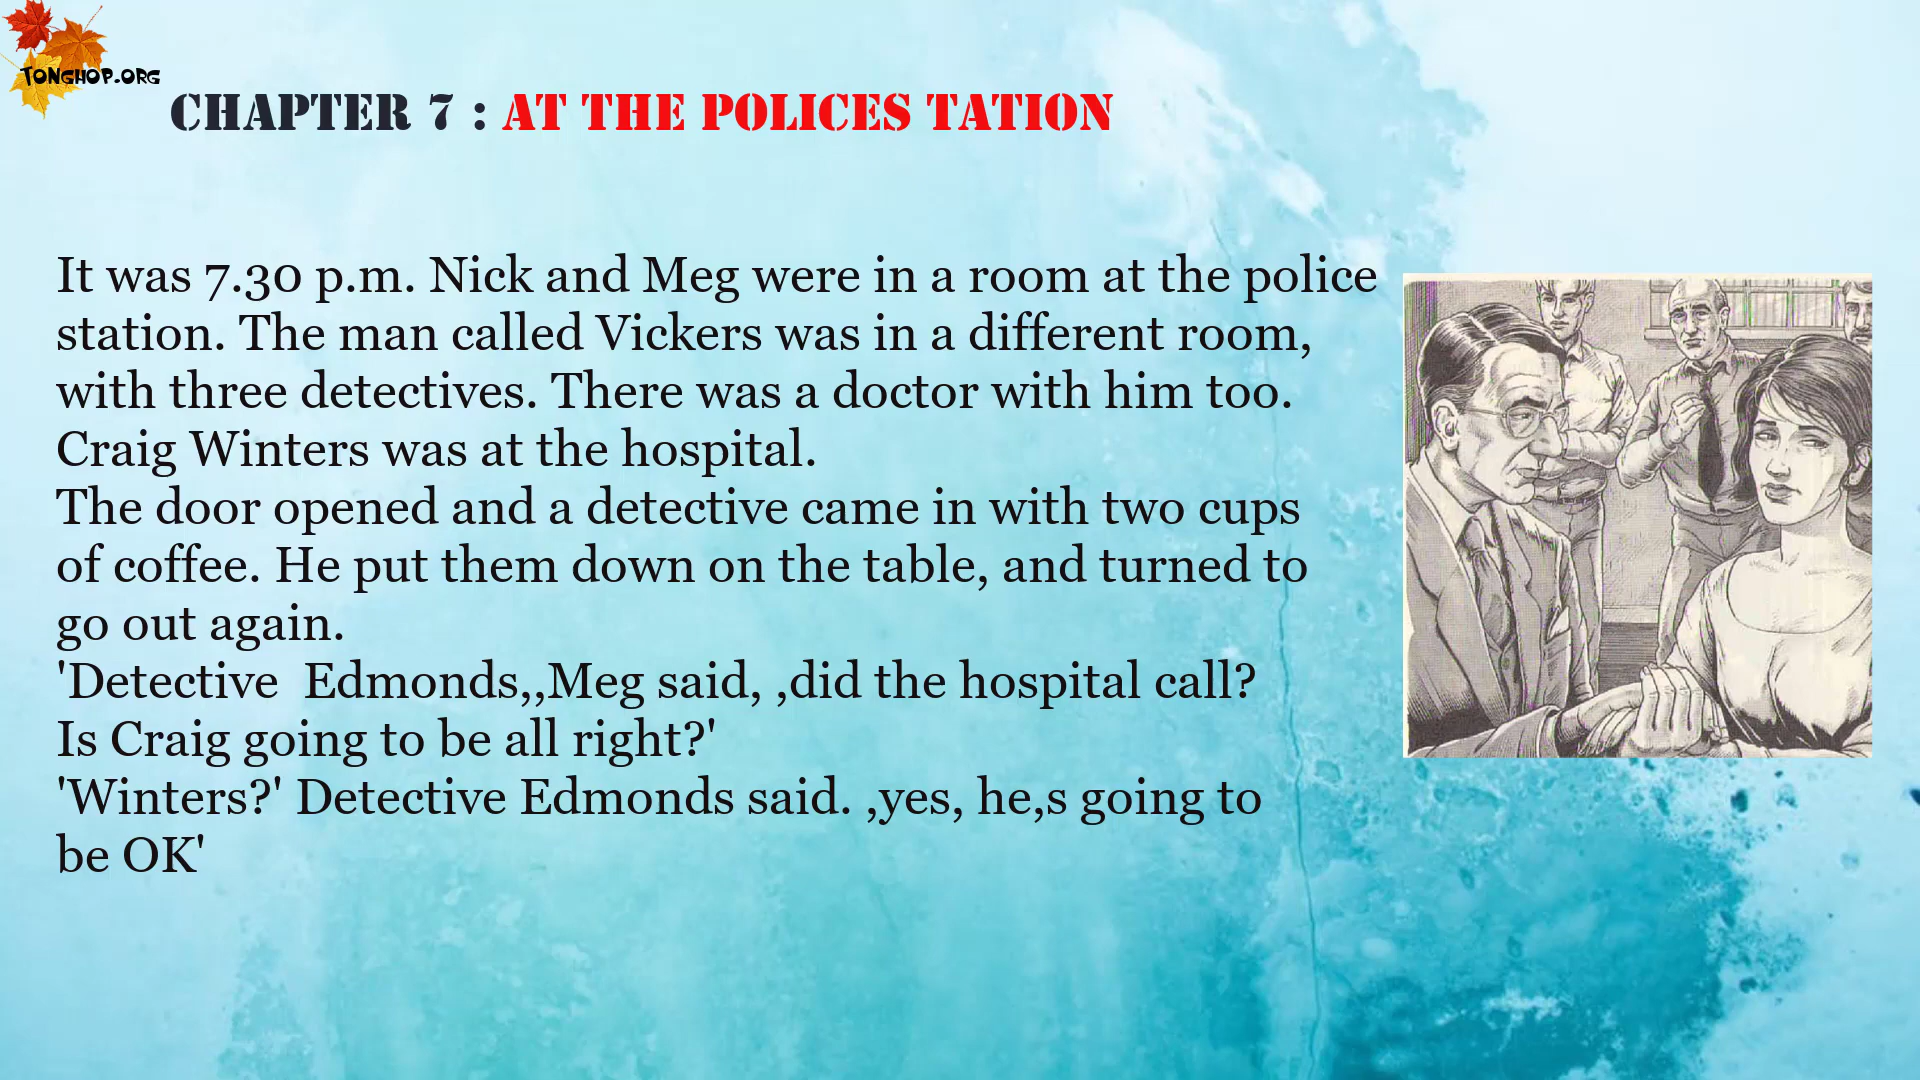 TONGHOP.ORG
CHAPTER 7 : AT THE POLICES TATION
It was 7.30 p.m. Nick and Meg were in a room at the police
station. The man called Vickers was in a different room,
with three detectives. There was a doctor with him too.
Craig Winters was at the hospital.
The door opened and a detective came in with two cups
of coffee. He put them down on the table, and turned to
go out again.
'Detective  Edmonds,,Meg said, ,did the hospital call?
Is Craig going to be all right?'
'Winters?' Detective Edmonds said. ,yes, he,s going to
be OK'